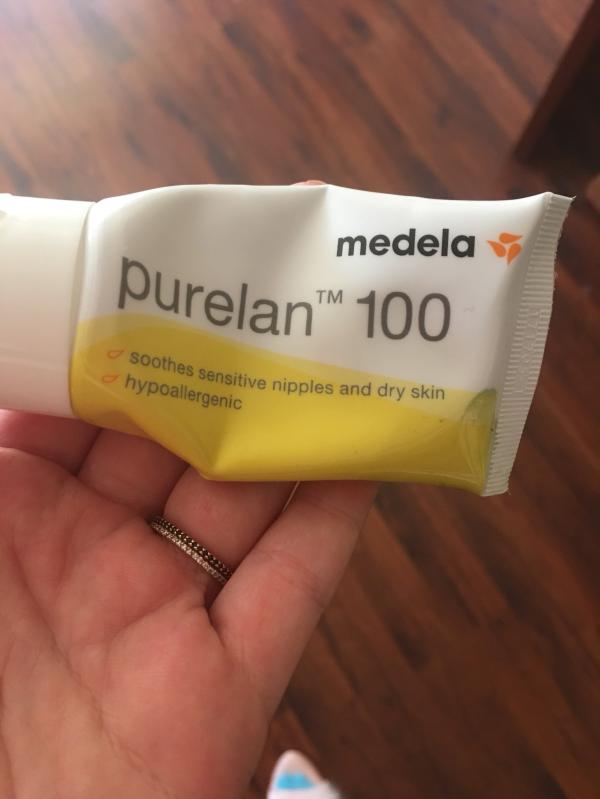 medela
purelan™ 100
soothes sensitive nipples and dry skin
hypoallergenic